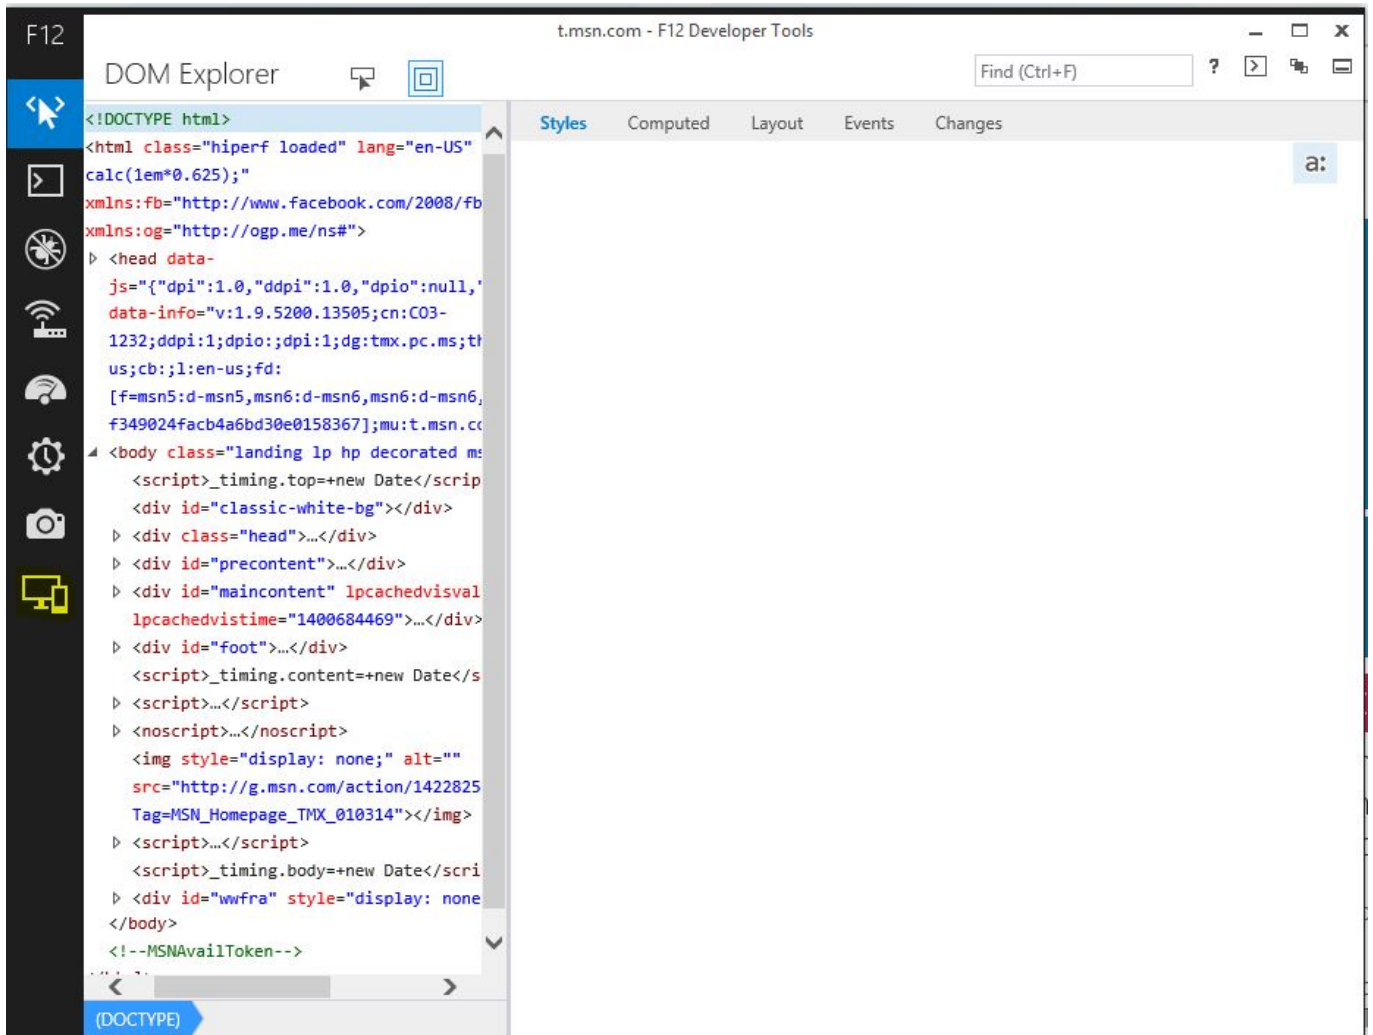 F12
t.msn.com - F12 Developer Tools
DOM Explorer
Find (Ctrl+F)
?
Styles Computed Layout Events Changes
a:
<!DOCTYPE html>
<html class="hiperf loaded" lang="en-US"
calc(1em*0.625);"
xmlns:fb="http://www.facebook.com/2008/fb
xmlns:og="http://ogp.me/ns#">
<head data-
js="{"dpi":1.0,"ddpi":1.0,"dpio":null,"
data-info="v:1.9.5200.13505;cn:CO3-
1232;ddpi:1;dpio:;dpi:1;dg:tmx.pc.ms;th
us;cb:;l:en-us;fd:
[f=msn5:d-msn5,msn6:d-msn6,msn6:d-msn6,
f349024facb4a6bd30e0158367];mu:t.msn.co
<body class="landing lp hp decorated ms
<script>_timing.top=+new Date</scrip
<div id="classic-white-bg"></div>
<div class="head">…</div>
<div id="precontent">…</div>
<div id="maincontent" lpcachedvisval
lpcachedvistime="1400684469">…</div>
<div id="foot">…</div>
<script>_timing.content=+new Date</s
<script>…</script>
<noscript>…</noscript>
<img style="display: none;" alt=""
src="http://g.msn.com/action/1422825
Tag=MSN_Homepage_TMX_010314"></img>
<script>…</script>
<script>_timing.body=+new Date</scri
<div id="wwfra" style="display: none
</body>
<!--MSNAvailToken-->
(DOCTYPE)